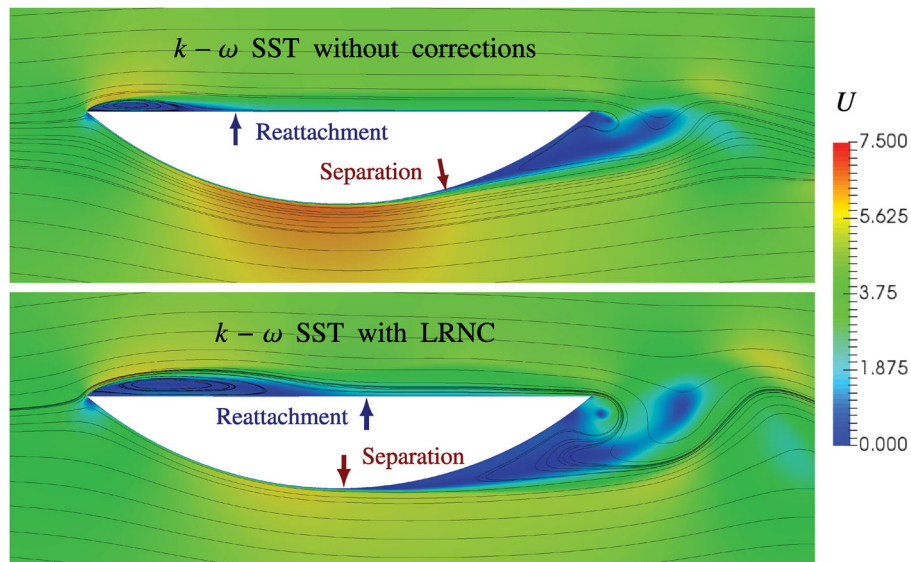 k − ω SST without corrections
Reattachment
Separation
k − ω SST with LRNC
Reattachment
Separation
U
7.500
5.625
3.75
1.875
0.000